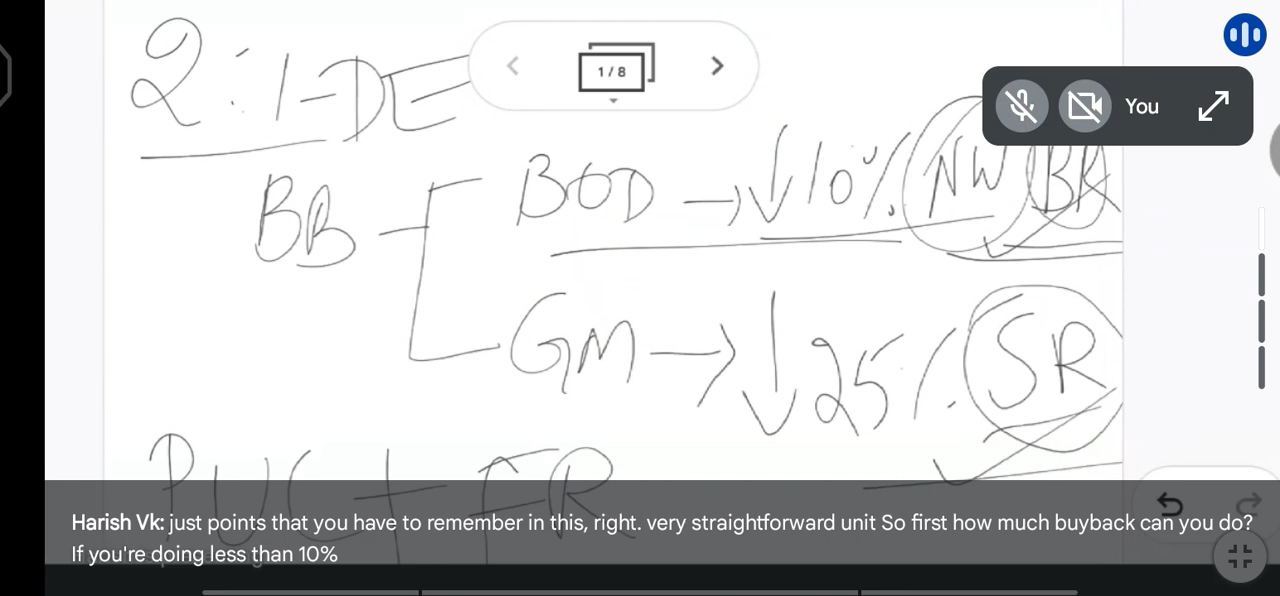 2:1-DE
1 / 8
You
BB - BOD → ↓10% NW BR
GM → ↓25% SR
PUC + FR
Harish Vk: just points that you have to remember in this, right. very straightforward unit So first how much buyback can you do?
If you're doing less than 10%